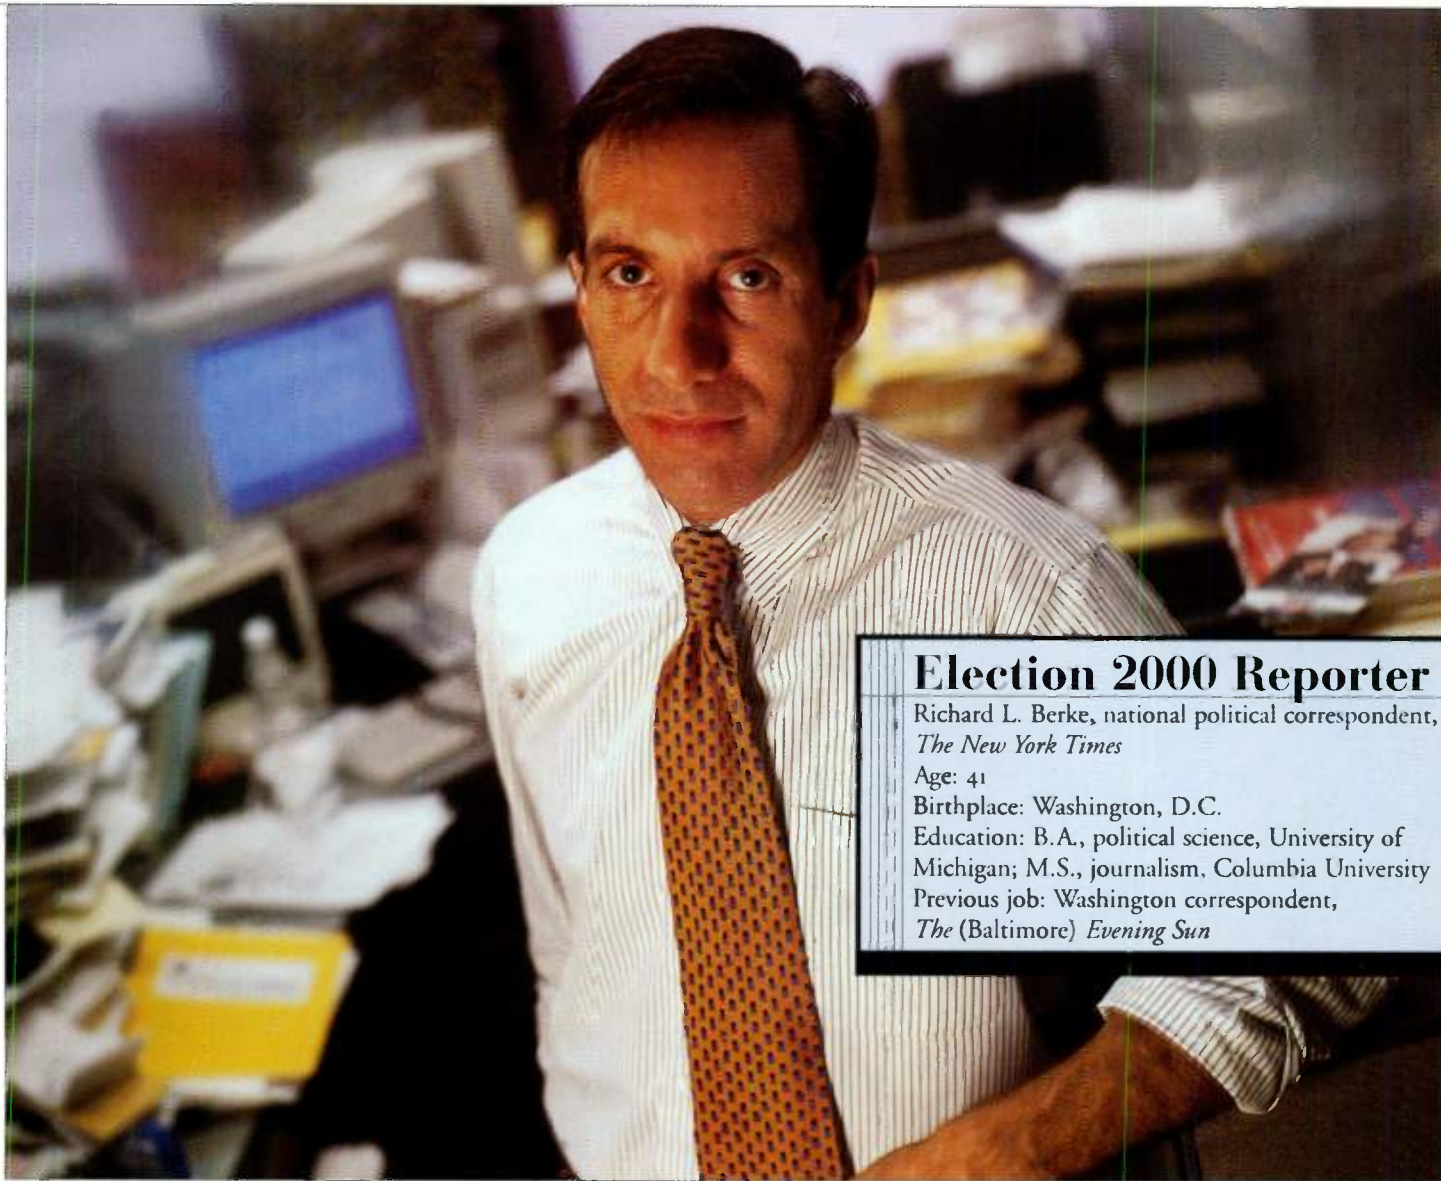 Election 2000 Reporter
Richard L. Berke, national political correspondent,
The New York Times
Age: 41
Birthplace: Washington, D.C.
Education: B.A., political science, University of
Michigan; M.S., journalism, Columbia University
Previous job: Washington correspondent,
The (Baltimore) Evening Sun